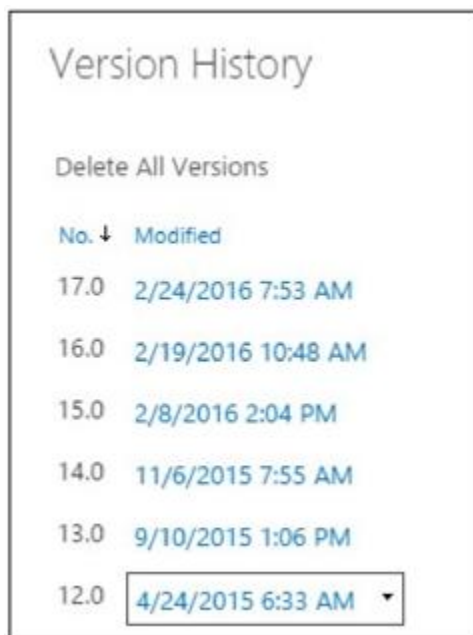 Version History
Delete All Versions
No.↓ Modified
17.0 2/24/2016 7:53 AM
16.0 2/19/2016 10:48 AM
15.0 2/8/2016 2:04 PM
14.0 11/6/2015 7:55 AM
13.0 9/10/2015 1:06 PM
12.0 4/24/2015 6:33 AM